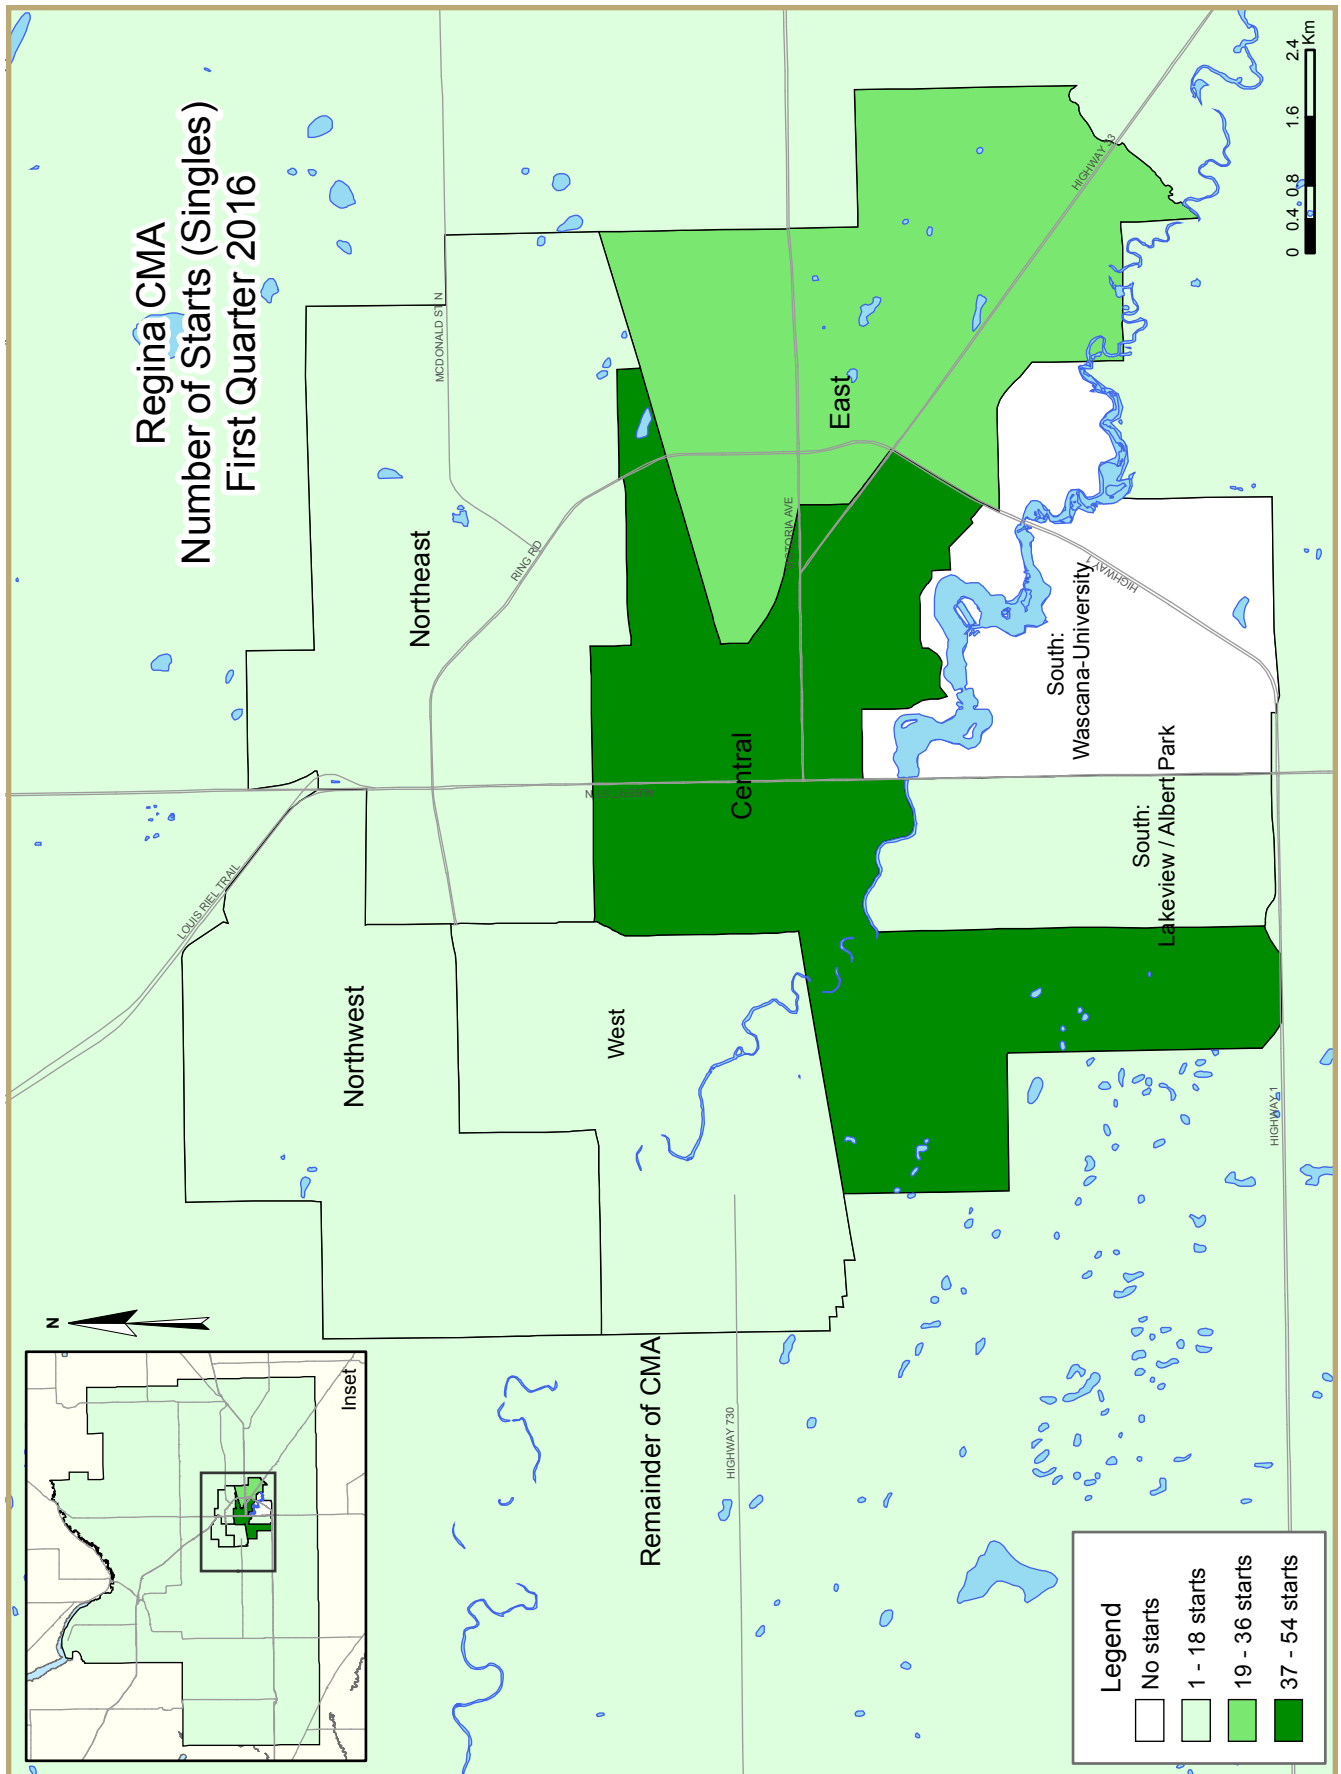 Regina CMA
Number of Starts (Singles)
First Quarter 2016
Inset
N
LOUIS RIEL TRAIL
MCDONALD ST N
RING RD
Northwest
Northeast
West
Central
East
VICTORIA AVE
HIGHWAY 33
HIGHWAY 1
South:
Wascana-University
South:
Lakeview / Albert Park
Remainder of CMA
HIGHWAY 730
HIGHWAY 1
Legend
No starts
1 - 18 starts
19 - 36 starts
37 - 54 starts
0 0.4 0.8 1.6 2.4
Km